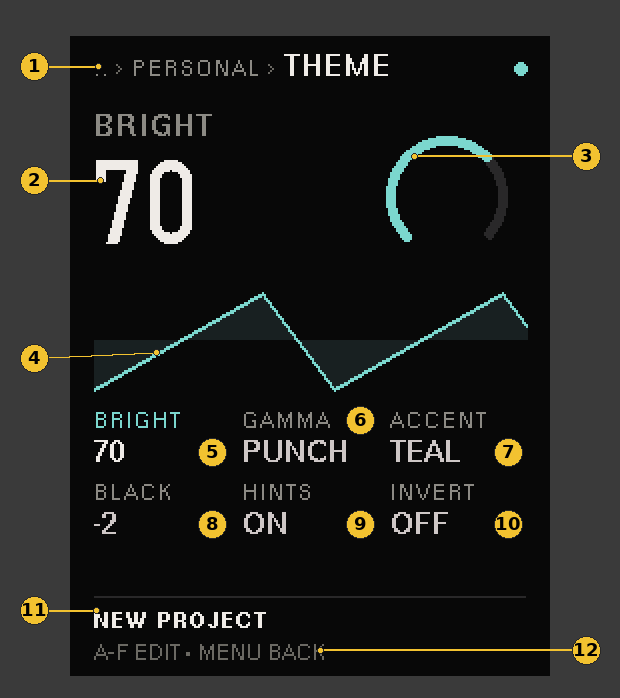 1 .. > PERSONAL > THEME
BRIGHT
3
2 70
4
BRIGHT GAMMA 6 ACCENT
70 5 PUNCH TEAL 7
BLACK HINTS INVERT
-2 8 ON 9 OFF 10
11 NEW PROJECT
A-F EDIT · MENU BACK 12